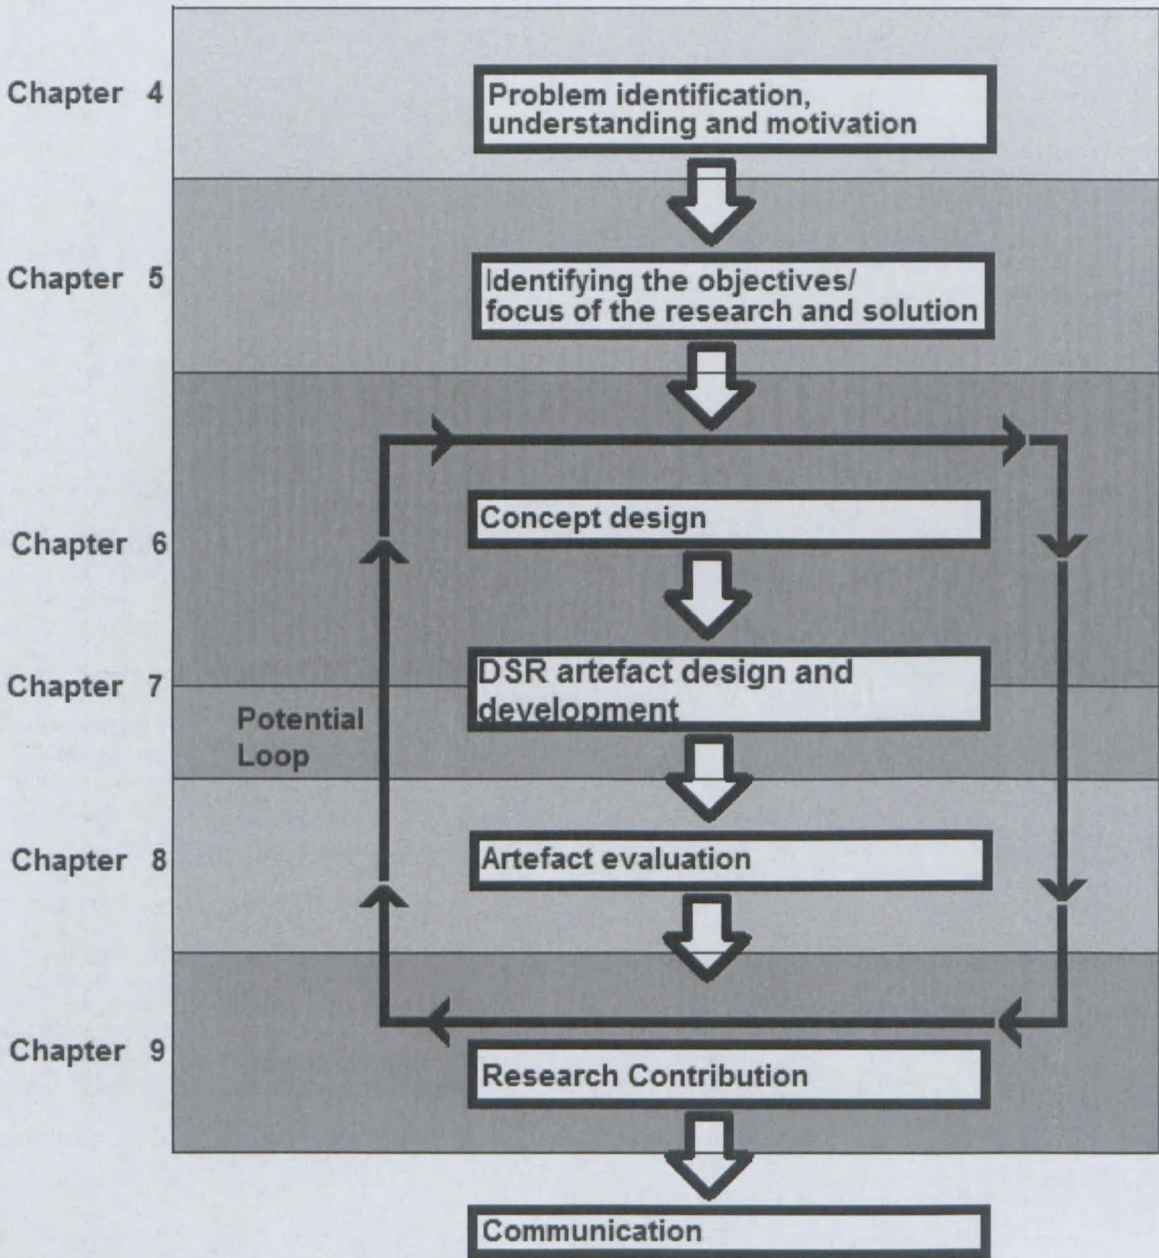 Chapter 4
Problem identification,
understanding and motivation
Chapter 5
Identifying the objectives/
focus of the research and solution
Chapter 6
Concept design
Chapter 7
DSR artefact design and
development
Potential
Loop
Chapter 8
Artefact evaluation
Chapter 9
Research Contribution
Communication